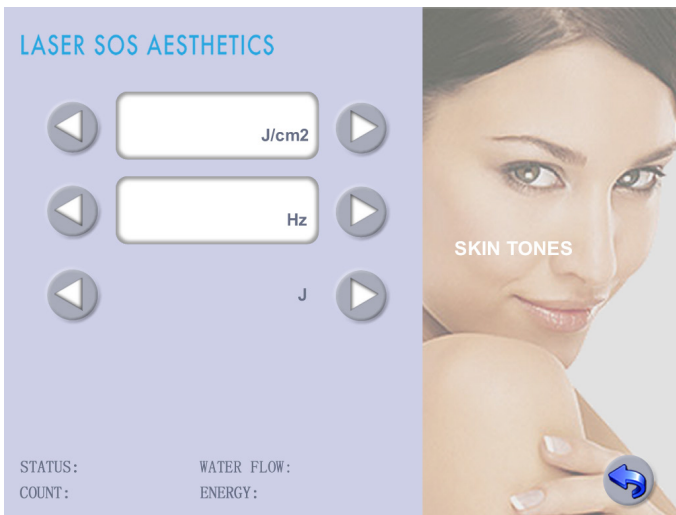 LASER SOS AESTHETICS
J/cm2
Hz
J
SKIN TONES
STATUS:
WATER FLOW:
COUNT:
ENERGY: